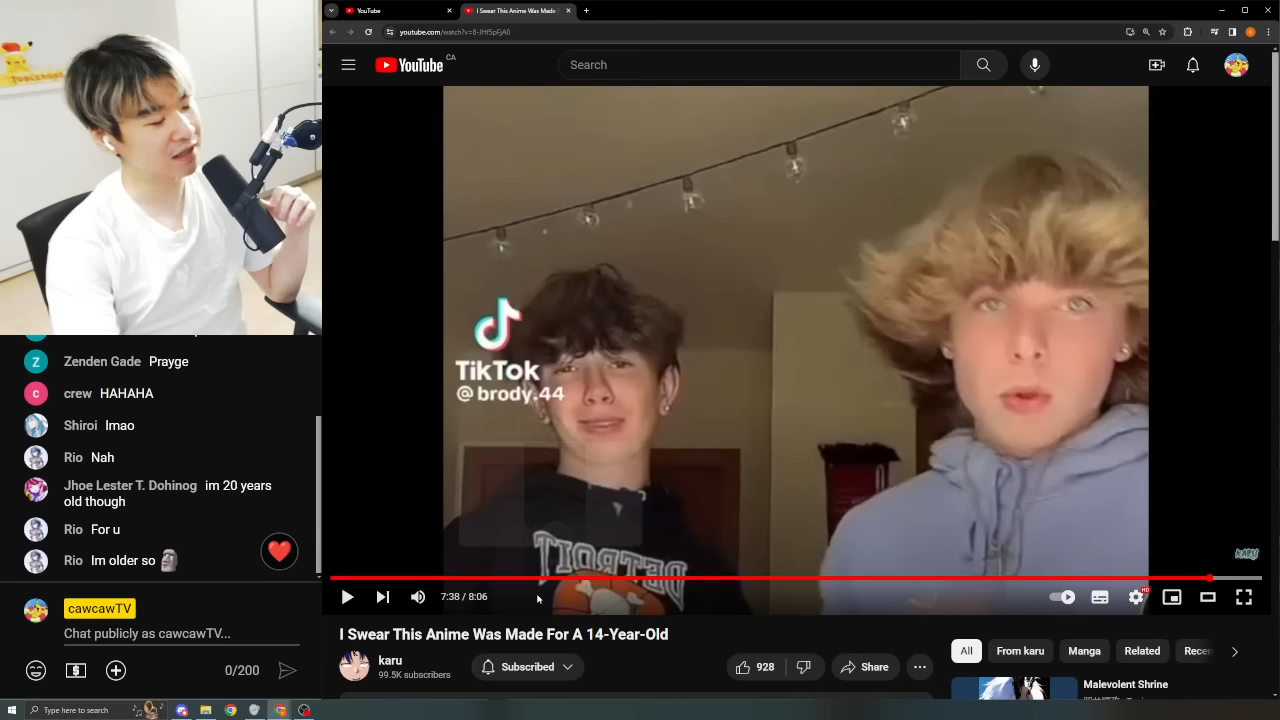 YouTube
I Swear This Anime Was Made
youtube.com/watch?v=8-JHf5pFjA0
YouTube CA
Search
TikTok
@brody.44
DETROIT
KARU
7:38 / 8:06
HD
I Swear This Anime Was Made For A 14-Year-Old
karu
99.5K subscribers
Subscribed
928
Share
All
From karu
Manga
Related
Recen
Malevolent Shrine
Z
Zenden Gade Prayge
c
crew HAHAHA
Shiroi lmao
Rio Nah
Jhoe Lester T. Dohinog im 20 years
old though
Rio For u
Rio Im older so
cawcawTV
Chat publicly as cawcawTV...
0/200
Type here to search